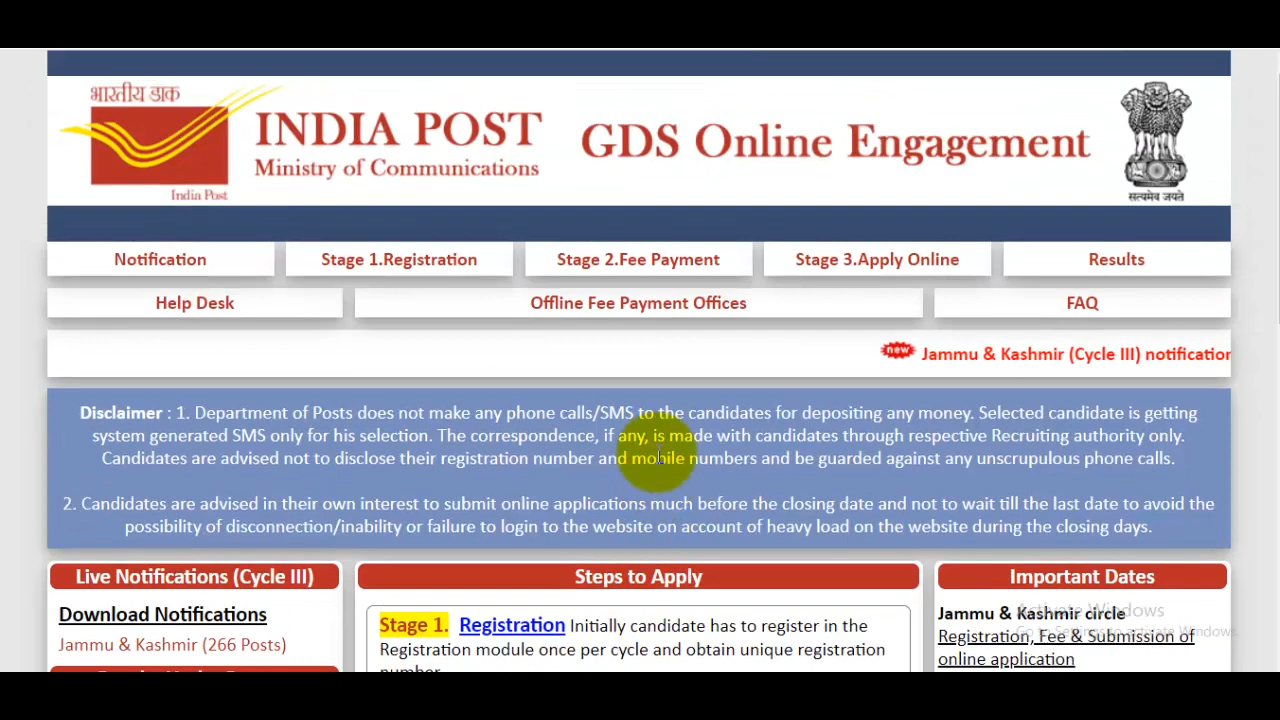 भारतीय डाक
INDIA POST
Ministry of Communications
India Post
GDS Online Engagement
सत्यमेव जयते
Notification
Stage 1.Registration
Stage 2.Fee Payment
Stage 3.Apply Online
Results
Help Desk
Offline Fee Payment Offices
FAQ
new Jammu & Kashmir (Cycle III) notification
Disclaimer : 1. Department of Posts does not make any phone calls/SMS to the candidates for depositing any money. Selected candidate is getting
system generated SMS only for his selection. The correspondence, if any, is made with candidates through respective Recruiting authority only.
Candidates are advised not to disclose their registration number and mobile numbers and be guarded against any unscrupulous phone calls.
2. Candidates are advised in their own interest to submit online applications much before the closing date and not to wait till the last date to avoid the
possibility of disconnection/inability or failure to login to the website on account of heavy load on the website during the closing days.
Live Notifications (Cycle III)
Download Notifications
Jammu & Kashmir (266 Posts)
Steps to Apply
Stage 1. Registration Initially candidate has to register in the
Registration module once per cycle and obtain unique registration
number
Important Dates
Jammu & Kashmir circle
Registration, Fee & Submission of
online application
Activate Windows
Go to Settings to activate Windows.